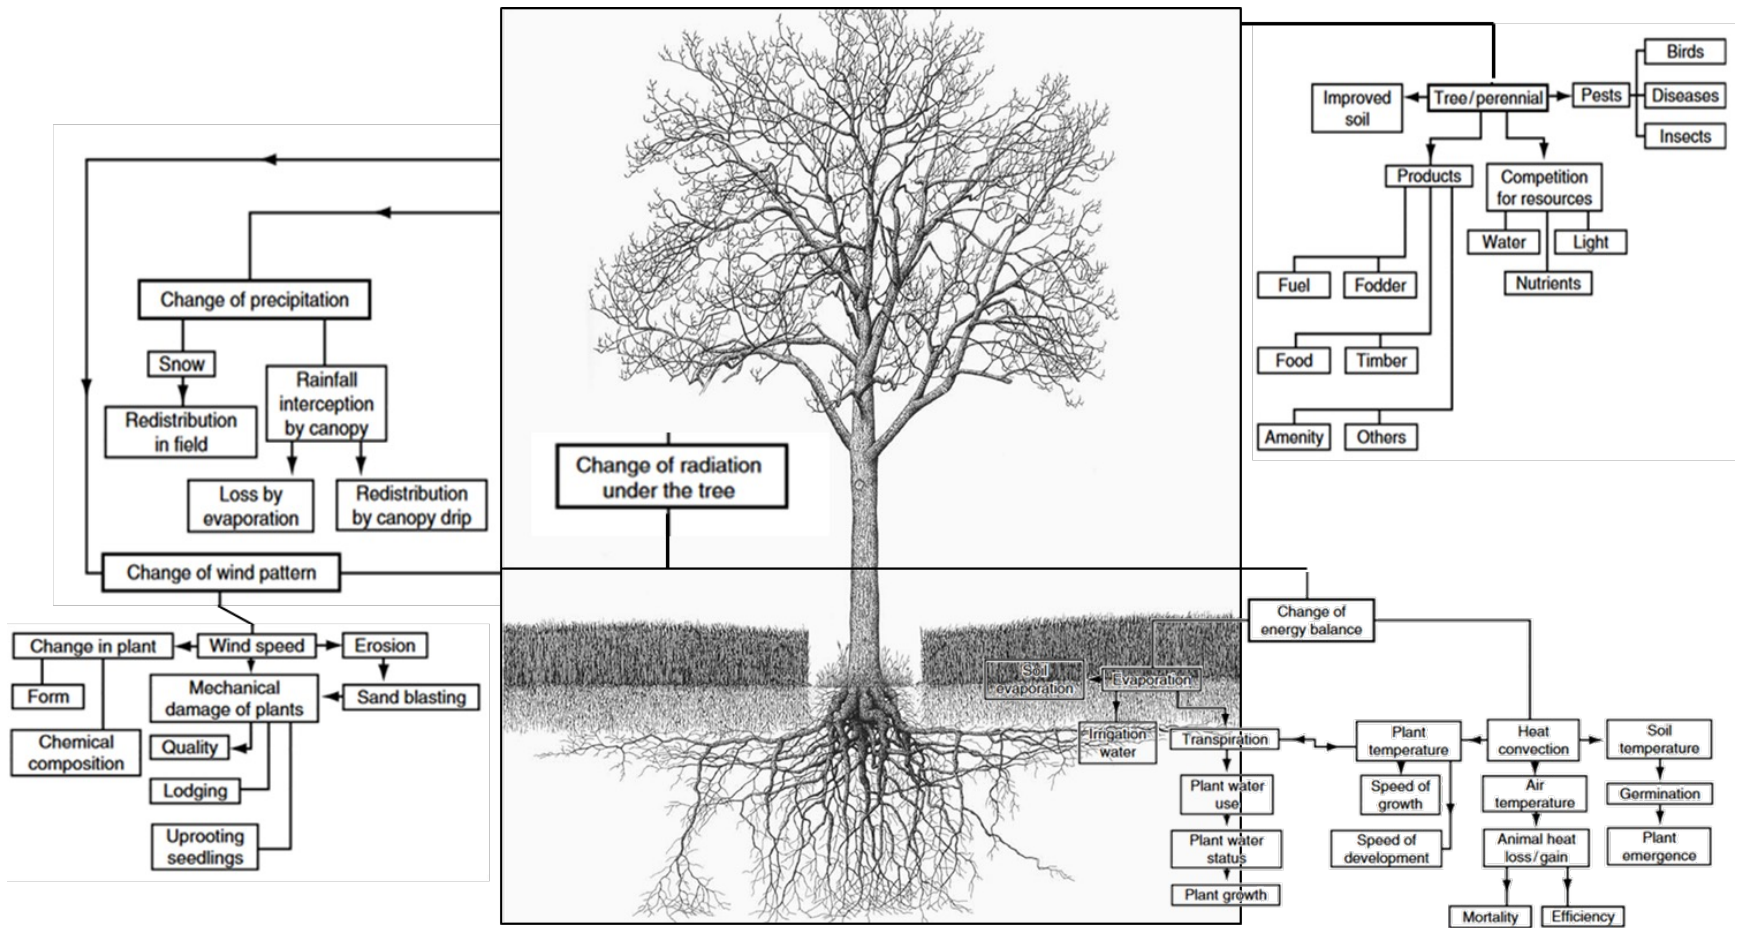 Change of precipitation
Snow
Redistribution
in field
Rainfall
interception
by canopy
Loss by
evaporation
Redistribution
by canopy drip
Change of wind pattern
Change in plant
Wind speed
Erosion
Form
Mechanical
damage of plants
Sand blasting
Chemical
composition
Quality
Lodging
Uprooting
seedlings
Change of radiation
under the tree
Improved
soil
Tree/perennial
Pests
Birds
Diseases
Insects
Products
Competition
for resources
Water
Light
Nutrients
Fuel
Fodder
Food
Timber
Amenity
Others
Change of
energy balance
Soil
evaporation
Evaporation
Irrigation
water
Transpiration
Plant water
use
Plant water
status
Plant growth
Plant
temperature
Speed of
growth
Speed of
development
Heat
convection
Air
temperature
Animal heat
loss/gain
Mortality
Efficiency
Soil
temperature
Germination
Plant
emergence